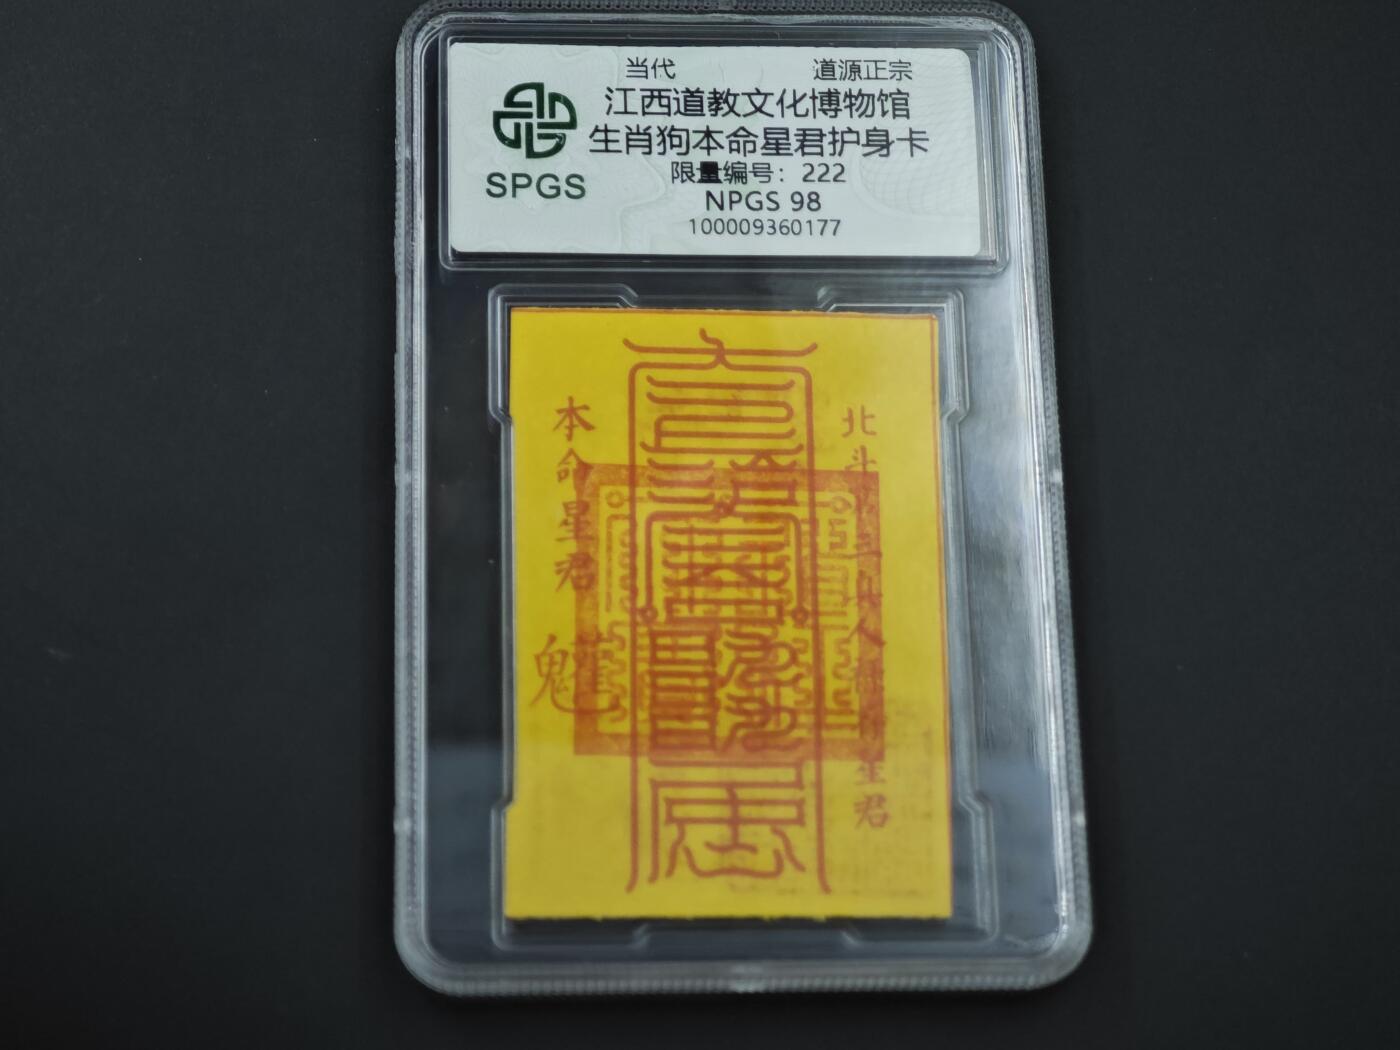 当代 道源正宗
江西道教文化博物馆
生肖狗本命星君护身卡
限量编号：222
NPGS 98
100009360177
SPGS
本命星君
魁
北斗
人
星君